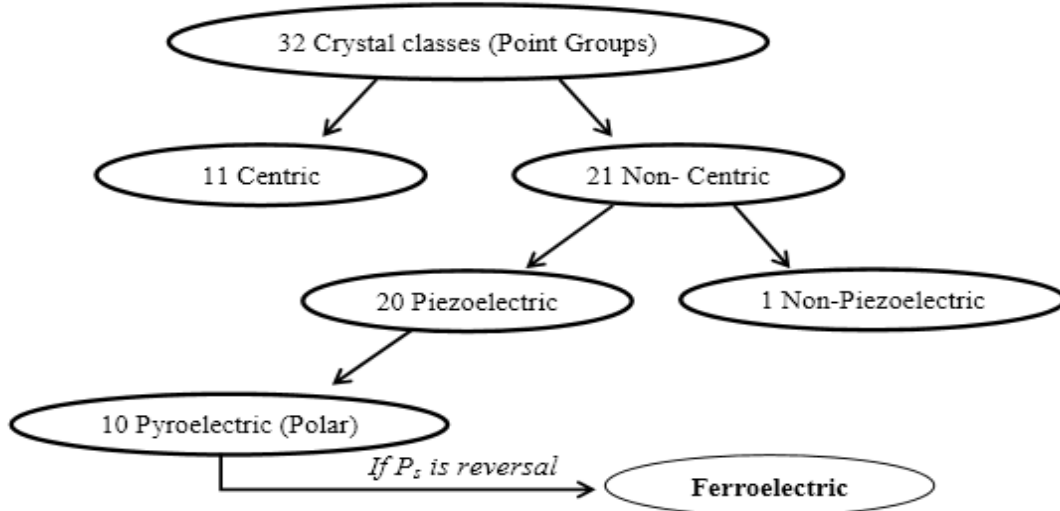 32 Crystal classes (Point Groups)
11 Centric
21 Non- Centric
20 Piezoelectric
1 Non-Piezoelectric
10 Pyroelectric (Polar)
If Pₛ is reversal
Ferroelectric